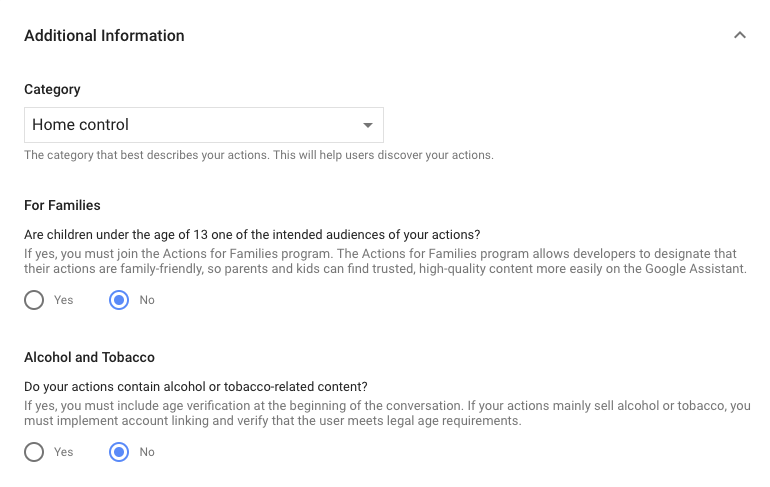 Additional Information
Category
Home control
The category that best describes your actions. This will help users discover your actions.
For Families
Are children under the age of 13 one of the intended audiences of your actions?
If yes, you must join the Actions for Families program. The Actions for Families program allows developers to designate that
their actions are family-friendly, so parents and kids can find trusted, high-quality content more easily on the Google Assistant.
Yes No
Alcohol and Tobacco
Do your actions contain alcohol or tobacco-related content?
If yes, you must include age verification at the beginning of the conversation. If your actions mainly sell alcohol or tobacco, you
must implement account linking and verify that the user meets legal age requirements.
Yes No